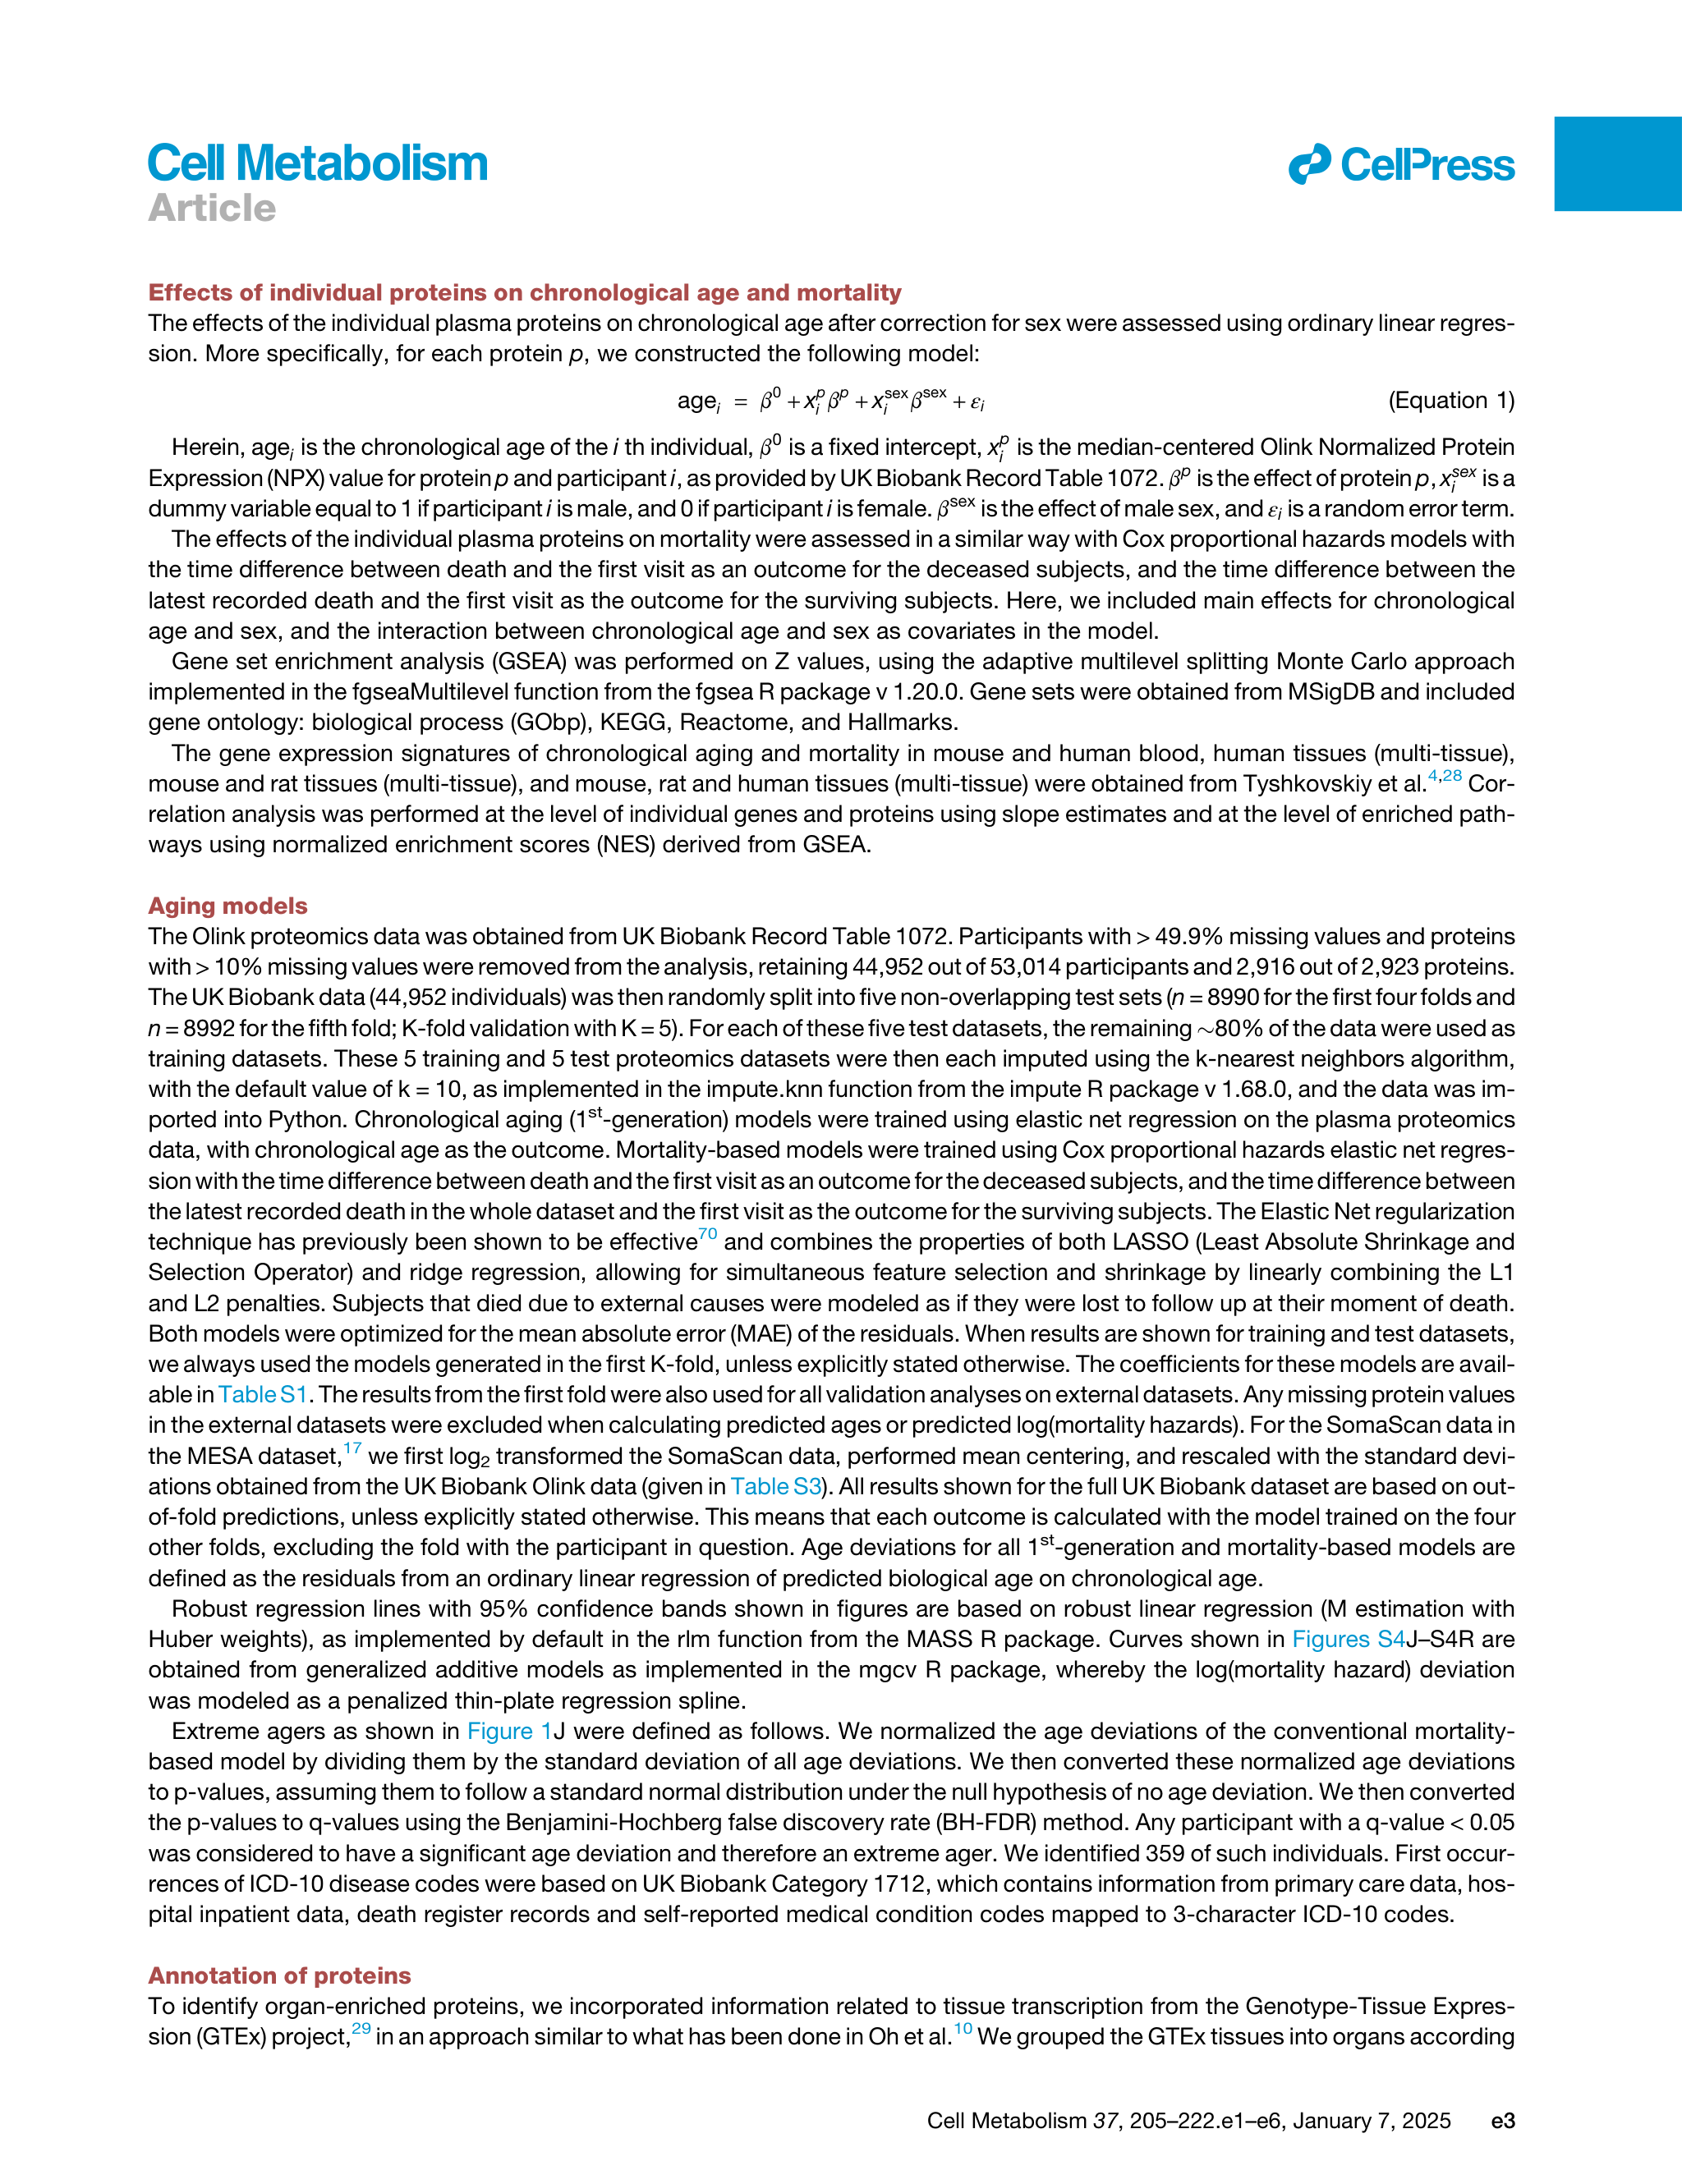 Cell Metabolism
Article
CellPress
Effects of individual proteins on chronological age and mortality
The effects of the individual plasma proteins on chronological age after correction for sex were assessed using ordinary linear regres-
sion. More specifically, for each protein p, we constructed the following model:
age_i = β^0 + x_i^p β^p + x_i^sex β^sex + ε_i (Equation 1)
Herein, age_i is the chronological age of the i th individual, β^0 is a fixed intercept, x_i^p is the median-centered Olink Normalized Protein
Expression (NPX) value for protein p and participant i, as provided by UK Biobank Record Table 1072. β^p is the effect of protein p, x_i^sex is a
dummy variable equal to 1 if participant i is male, and 0 if participant i is female. β^sex is the effect of male sex, and ε_i is a random error term.
The effects of the individual plasma proteins on mortality were assessed in a similar way with Cox proportional hazards models with
the time difference between death and the first visit as an outcome for the deceased subjects, and the time difference between the
latest recorded death and the first visit as the outcome for the surviving subjects. Here, we included main effects for chronological
age and sex, and the interaction between chronological age and sex as covariates in the model.
Gene set enrichment analysis (GSEA) was performed on Z values, using the adaptive multilevel splitting Monte Carlo approach
implemented in the fgseaMultilevel function from the fgsea R package v 1.20.0. Gene sets were obtained from MSigDB and included
gene ontology: biological process (GObp), KEGG, Reactome, and Hallmarks.
The gene expression signatures of chronological aging and mortality in mouse and human blood, human tissues (multi-tissue),
mouse and rat tissues (multi-tissue), and mouse, rat and human tissues (multi-tissue) were obtained from Tyshkovskiy et al.4,28 Cor-
relation analysis was performed at the level of individual genes and proteins using slope estimates and at the level of enriched path-
ways using normalized enrichment scores (NES) derived from GSEA.
Aging models
The Olink proteomics data was obtained from UK Biobank Record Table 1072. Participants with > 49.9% missing values and proteins
with > 10% missing values were removed from the analysis, retaining 44,952 out of 53,014 participants and 2,916 out of 2,923 proteins.
The UK Biobank data (44,952 individuals) was then randomly split into five non-overlapping test sets (n = 8990 for the first four folds and
n = 8992 for the fifth fold; K-fold validation with K = 5). For each of these five test datasets, the remaining ~80% of the data were used as
training datasets. These 5 training and 5 test proteomics datasets were then each imputed using the k-nearest neighbors algorithm,
with the default value of k = 10, as implemented in the impute.knn function from the impute R package v 1.68.0, and the data was im-
ported into Python. Chronological aging (1st-generation) models were trained using elastic net regression on the plasma proteomics
data, with chronological age as the outcome. Mortality-based models were trained using Cox proportional hazards elastic net regres-
sion with the time difference between death and the first visit as an outcome for the deceased subjects, and the time difference between
the latest recorded death in the whole dataset and the first visit as the outcome for the surviving subjects. The Elastic Net regularization
technique has previously been shown to be effective70 and combines the properties of both LASSO (Least Absolute Shrinkage and
Selection Operator) and ridge regression, allowing for simultaneous feature selection and shrinkage by linearly combining the L1
and L2 penalties. Subjects that died due to external causes were modeled as if they were lost to follow up at their moment of death.
Both models were optimized for the mean absolute error (MAE) of the residuals. When results are shown for training and test datasets,
we always used the models generated in the first K-fold, unless explicitly stated otherwise. The coefficients for these models are avail-
able in Table S1. The results from the first fold were also used for all validation analyses on external datasets. Any missing protein values
in the external datasets were excluded when calculating predicted ages or predicted log(mortality hazards). For the SomaScan data in
the MESA dataset,17 we first log2 transformed the SomaScan data, performed mean centering, and rescaled with the standard devi-
ations obtained from the UK Biobank Olink data (given in Table S3). All results shown for the full UK Biobank dataset are based on out-
of-fold predictions, unless explicitly stated otherwise. This means that each outcome is calculated with the model trained on the four
other folds, excluding the fold with the participant in question. Age deviations for all 1st-generation and mortality-based models are
defined as the residuals from an ordinary linear regression of predicted biological age on chronological age.
Robust regression lines with 95% confidence bands shown in figures are based on robust linear regression (M estimation with
Huber weights), as implemented by default in the rlm function from the MASS R package. Curves shown in Figures S4J–S4R are
obtained from generalized additive models as implemented in the mgcv R package, whereby the log(mortality hazard) deviation
was modeled as a penalized thin-plate regression spline.
Extreme agers as shown in Figure 1J were defined as follows. We normalized the age deviations of the conventional mortality-
based model by dividing them by the standard deviation of all age deviations. We then converted these normalized age deviations
to p-values, assuming them to follow a standard normal distribution under the null hypothesis of no age deviation. We then converted
the p-values to q-values using the Benjamini-Hochberg false discovery rate (BH-FDR) method. Any participant with a q-value < 0.05
was considered to have a significant age deviation and therefore an extreme ager. We identified 359 of such individuals. First occur-
rences of ICD-10 disease codes were based on UK Biobank Category 1712, which contains information from primary care data, hos-
pital inpatient data, death register records and self-reported medical condition codes mapped to 3-character ICD-10 codes.
Annotation of proteins
To identify organ-enriched proteins, we incorporated information related to tissue transcription from the Genotype-Tissue Expres-
sion (GTEx) project,29 in an approach similar to what has been done in Oh et al.10 We grouped the GTEx tissues into organs according
Cell Metabolism 37, 205–222.e1–e6, January 7, 2025 e3